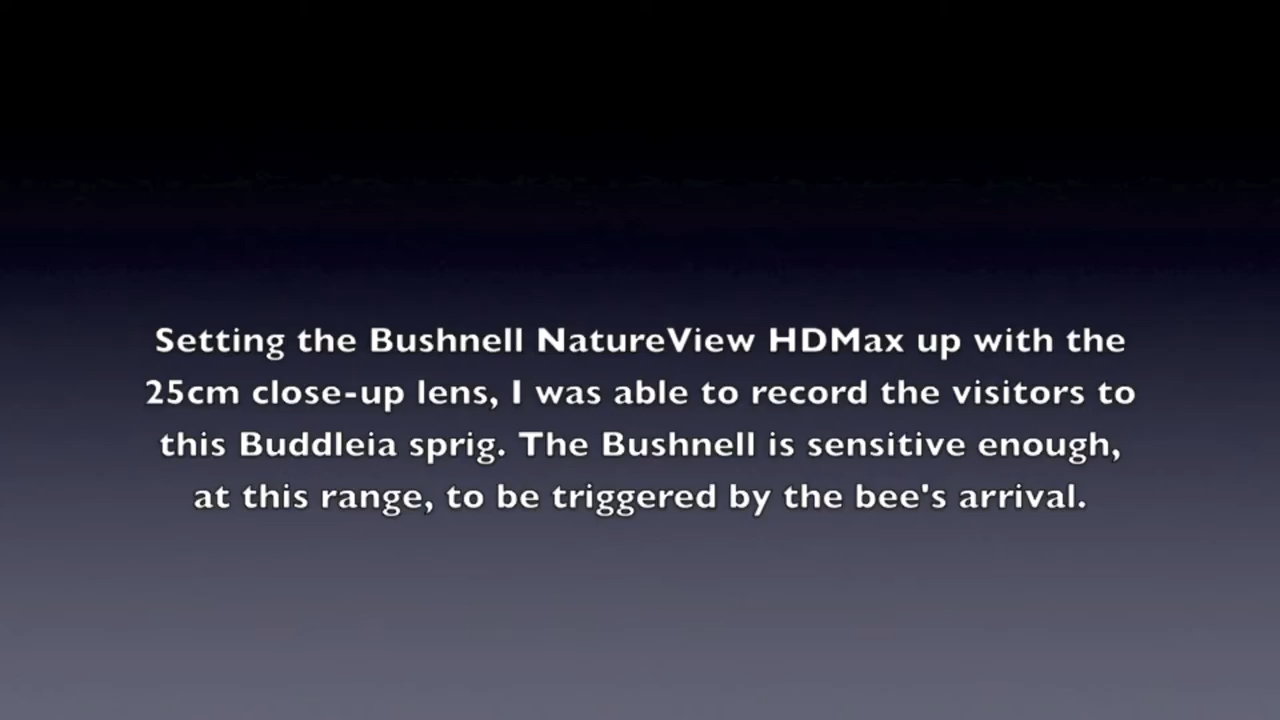 Setting the Bushnell NatureView HDMax up with the
25cm close-up lens, I was able to record the visitors to
this Buddleia sprig. The Bushnell is sensitive enough,
at this range, to be triggered by the bee's arrival.